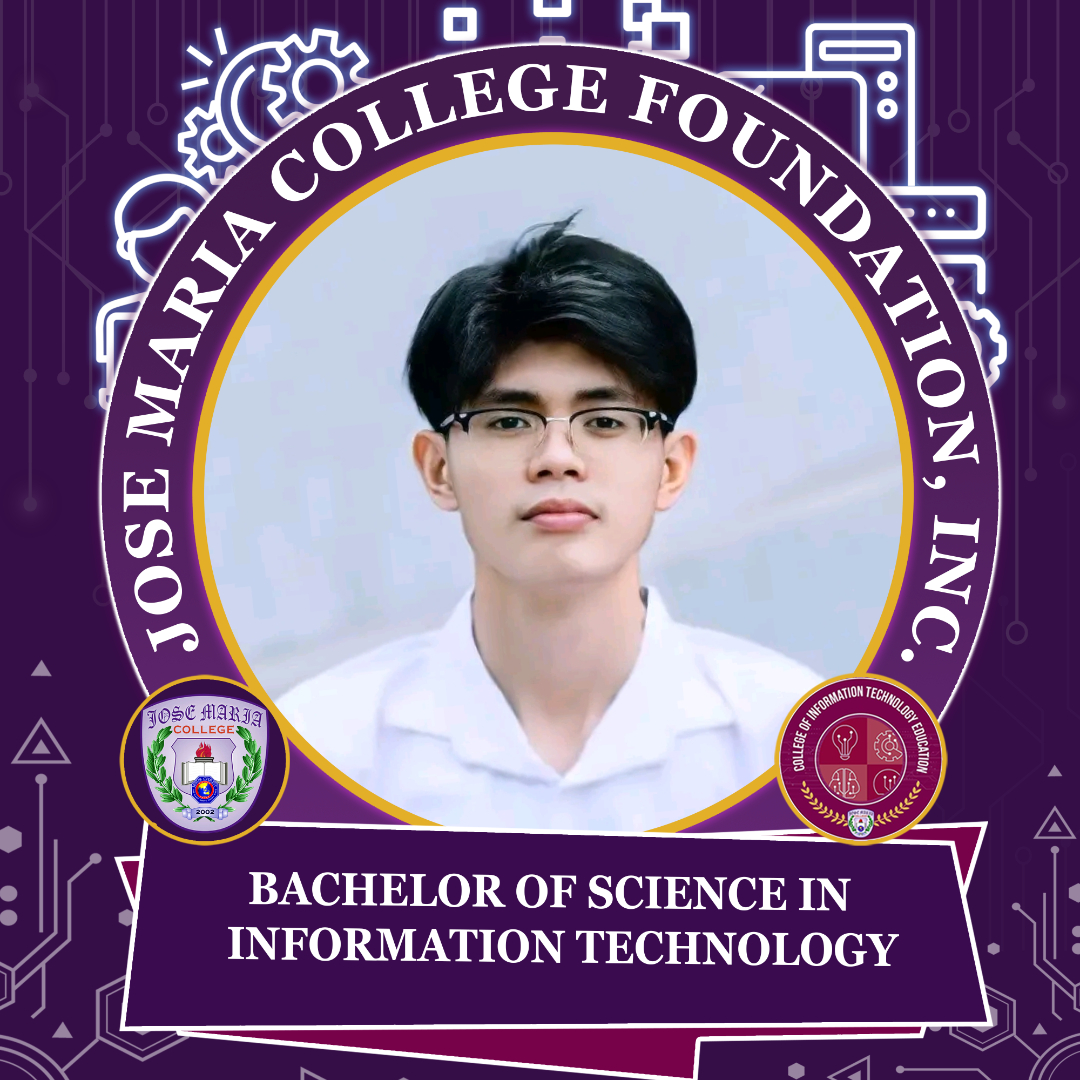 JOSE MARIA COLLEGE FOUNDATION, INC.
JOSE MARIA
COLLEGE
2002
COLLEGE OF INFORMATION TECHNOLOGY EDUCATION
BACHELOR OF SCIENCE IN
INFORMATION TECHNOLOGY